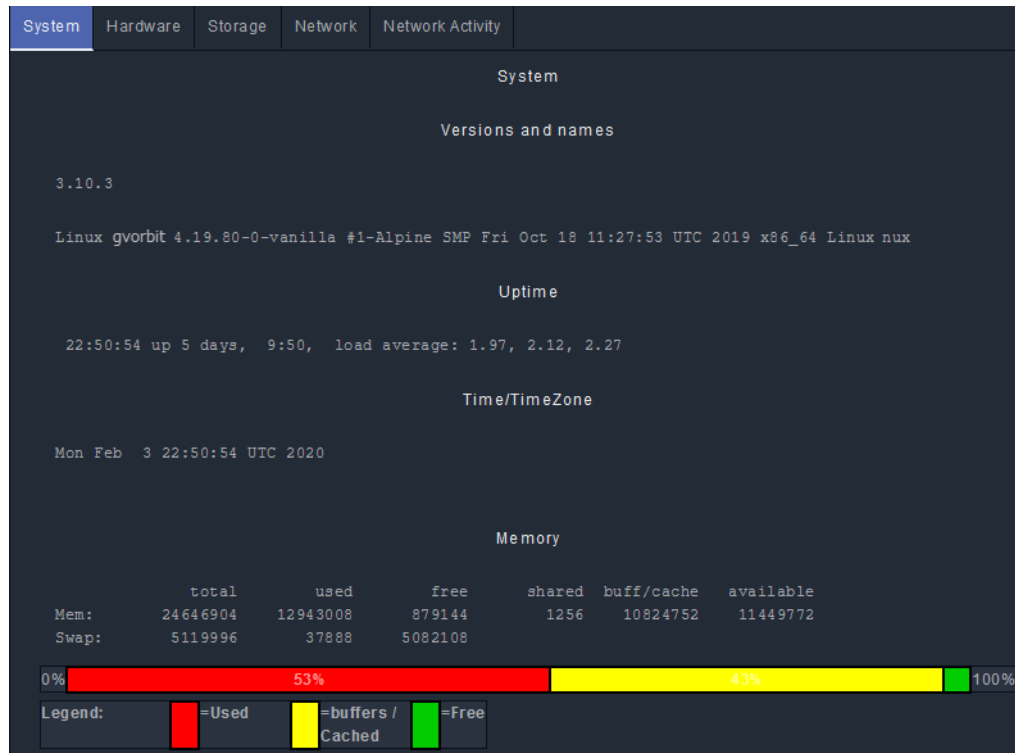 System Hardware Storage Network Network Activity
System
Versions and names
3.10.3
Linux gvorbit 4.19.80-0-vanilla #1-Alpine SMP Fri Oct 18 11:27:53 UTC 2019 x86_64 Linux nux
Uptime
22:50:54 up 5 days, 9:50, load average: 1.97, 2.12, 2.27
Time/TimeZone
Mon Feb 3 22:50:54 UTC 2020
Memory
total used free shared buff/cache available
Mem: 24646904 12943008 879144 1256 10824752 11449772
Swap: 5119996 37888 5082108
0% 53% 43% 100%
Legend: =Used =buffers / =Free
Cached